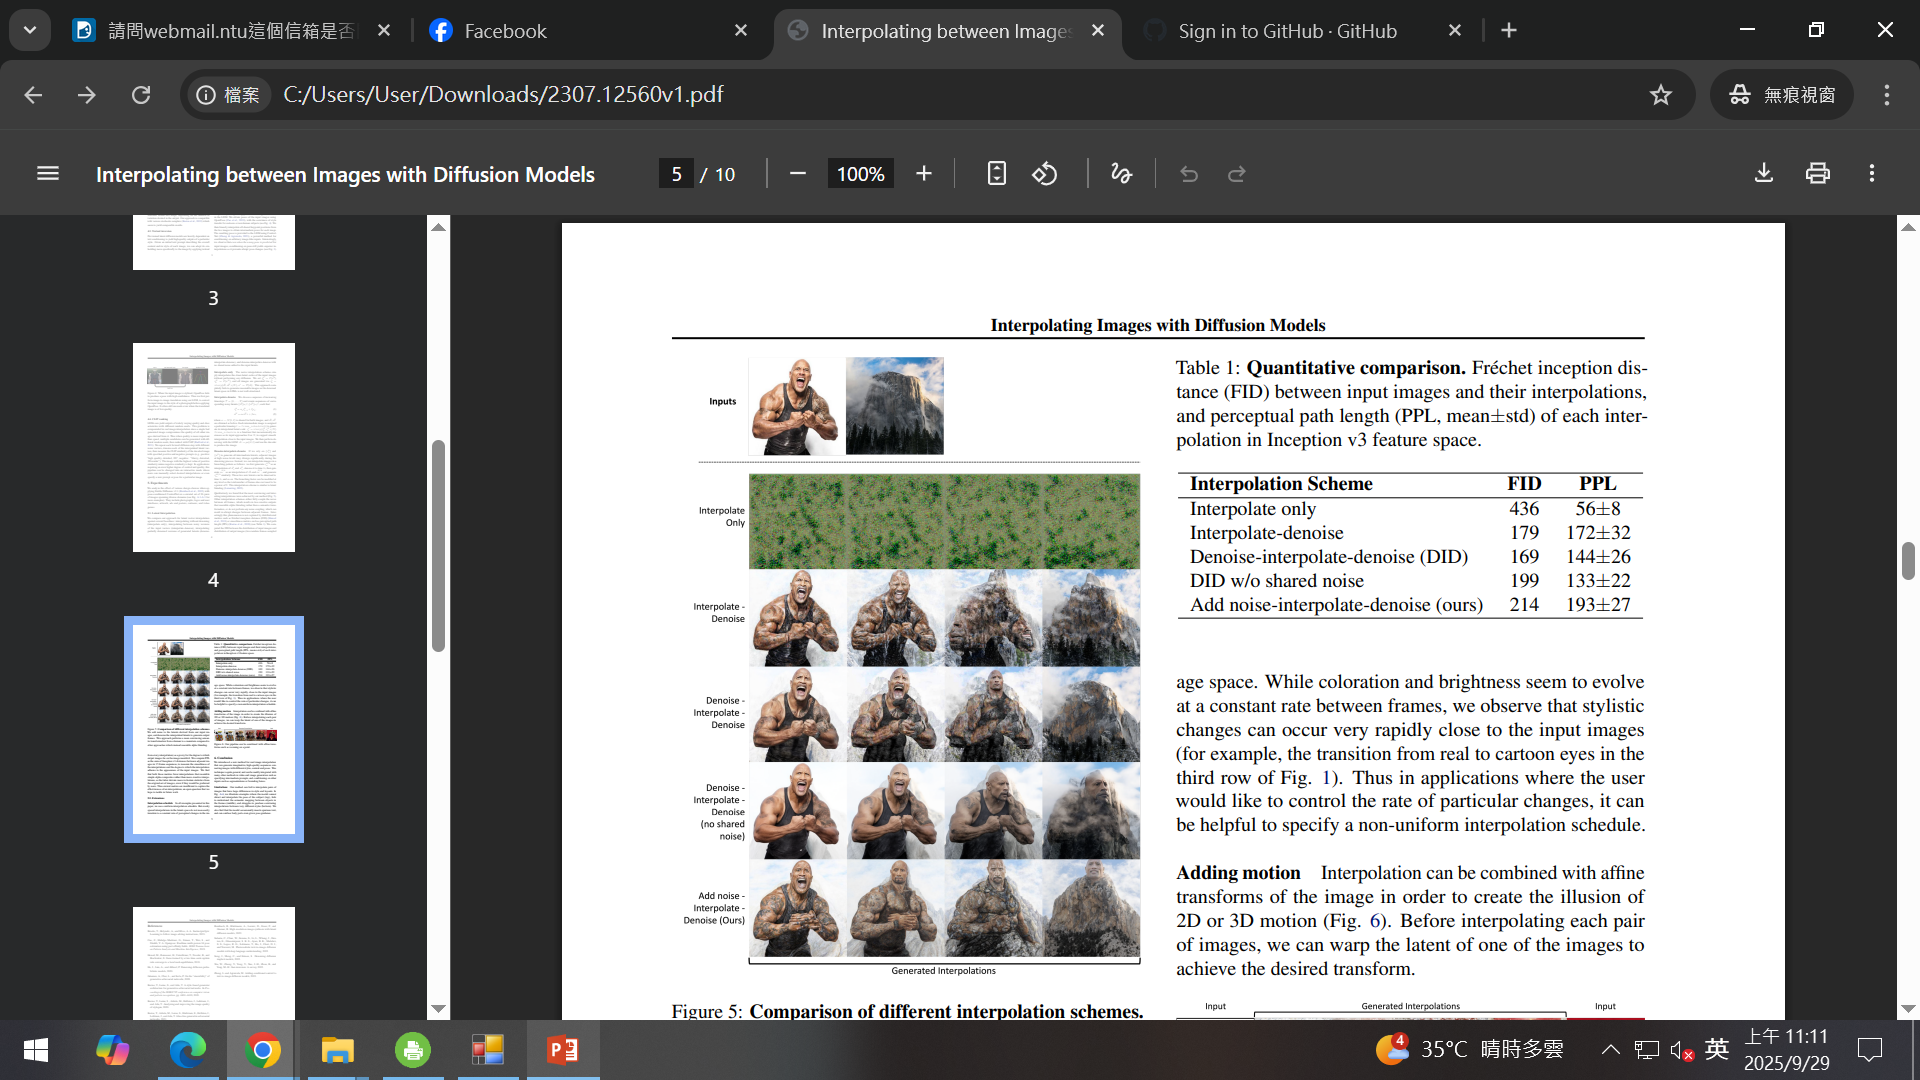 請問webmail.ntu這個信箱是否
Facebook
Interpolating between Images
Sign in to GitHub · GitHub
檔案
C:/Users/User/Downloads/2307.12560v1.pdf
無痕視窗
Interpolating between Images with Diffusion Models
5 / 10
100%
3
4
5
Interpolating Images with Diffusion Models
Inputs
Interpolate
Only
Interpolate -
Denoise
Denoise -
Interpolate -
Denoise
Denoise -
Interpolate -
Denoise
(no shared
noise)
Add noise -
Interpolate -
Denoise (Ours)
Generated Interpolations
Figure 5: Comparison of different interpolation schemes.
Table 1: Quantitative comparison. Fréchet inception dis-
tance (FID) between input images and their interpolations,
and perceptual path length (PPL, mean±std) of each inter-
polation in Inception v3 feature space.
Interpolation Scheme FID PPL
Interpolate only 436 56±8
Interpolate-denoise 179 172±32
Denoise-interpolate-denoise (DID) 169 144±26
DID w/o shared noise 199 133±22
Add noise-interpolate-denoise (ours) 214 193±27
age space. While coloration and brightness seem to evolve
at a constant rate between frames, we observe that stylistic
changes can occur very rapidly close to the input images
(for example, the transition from real to cartoon eyes in the
third row of Fig. 1). Thus in applications where the user
would like to control the rate of particular changes, it can
be helpful to specify a non-uniform interpolation schedule.
Adding motion Interpolation can be combined with affine
transforms of the image in order to create the illusion of
2D or 3D motion (Fig. 6). Before interpolating each pair
of images, we can warp the latent of one of the images to
achieve the desired transform.
Input Generated Interpolations Input
4
35°C 晴時多雲
英
上午 11:11
2025/9/29